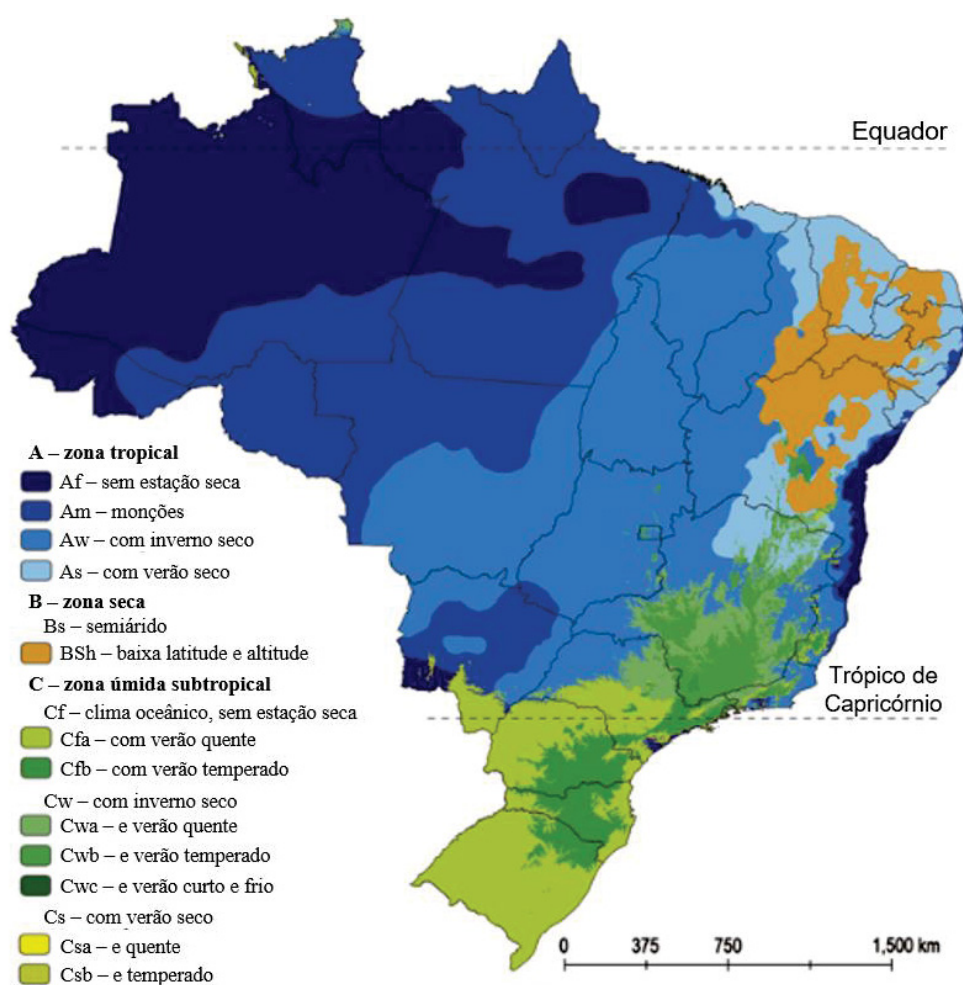 Equador
A – zona tropical
Af – sem estação seca
Am – monções
Aw – com inverno seco
As – com verão seco
B – zona seca
Bs – semiárido
BSh – baixa latitude e altitude
C – zona úmida subtropical
Cf – clima oceânico, sem estação seca
Cfa – com verão quente
Cfb – com verão temperado
Cw – com inverno seco
Cwa – e verão quente
Cwb – e verão temperado
Cwc – e verão curto e frio
Cs – com verão seco
Csa – e quente
Csb – e temperado
Trópico de
Capricórnio
0 375 750 1,500 km